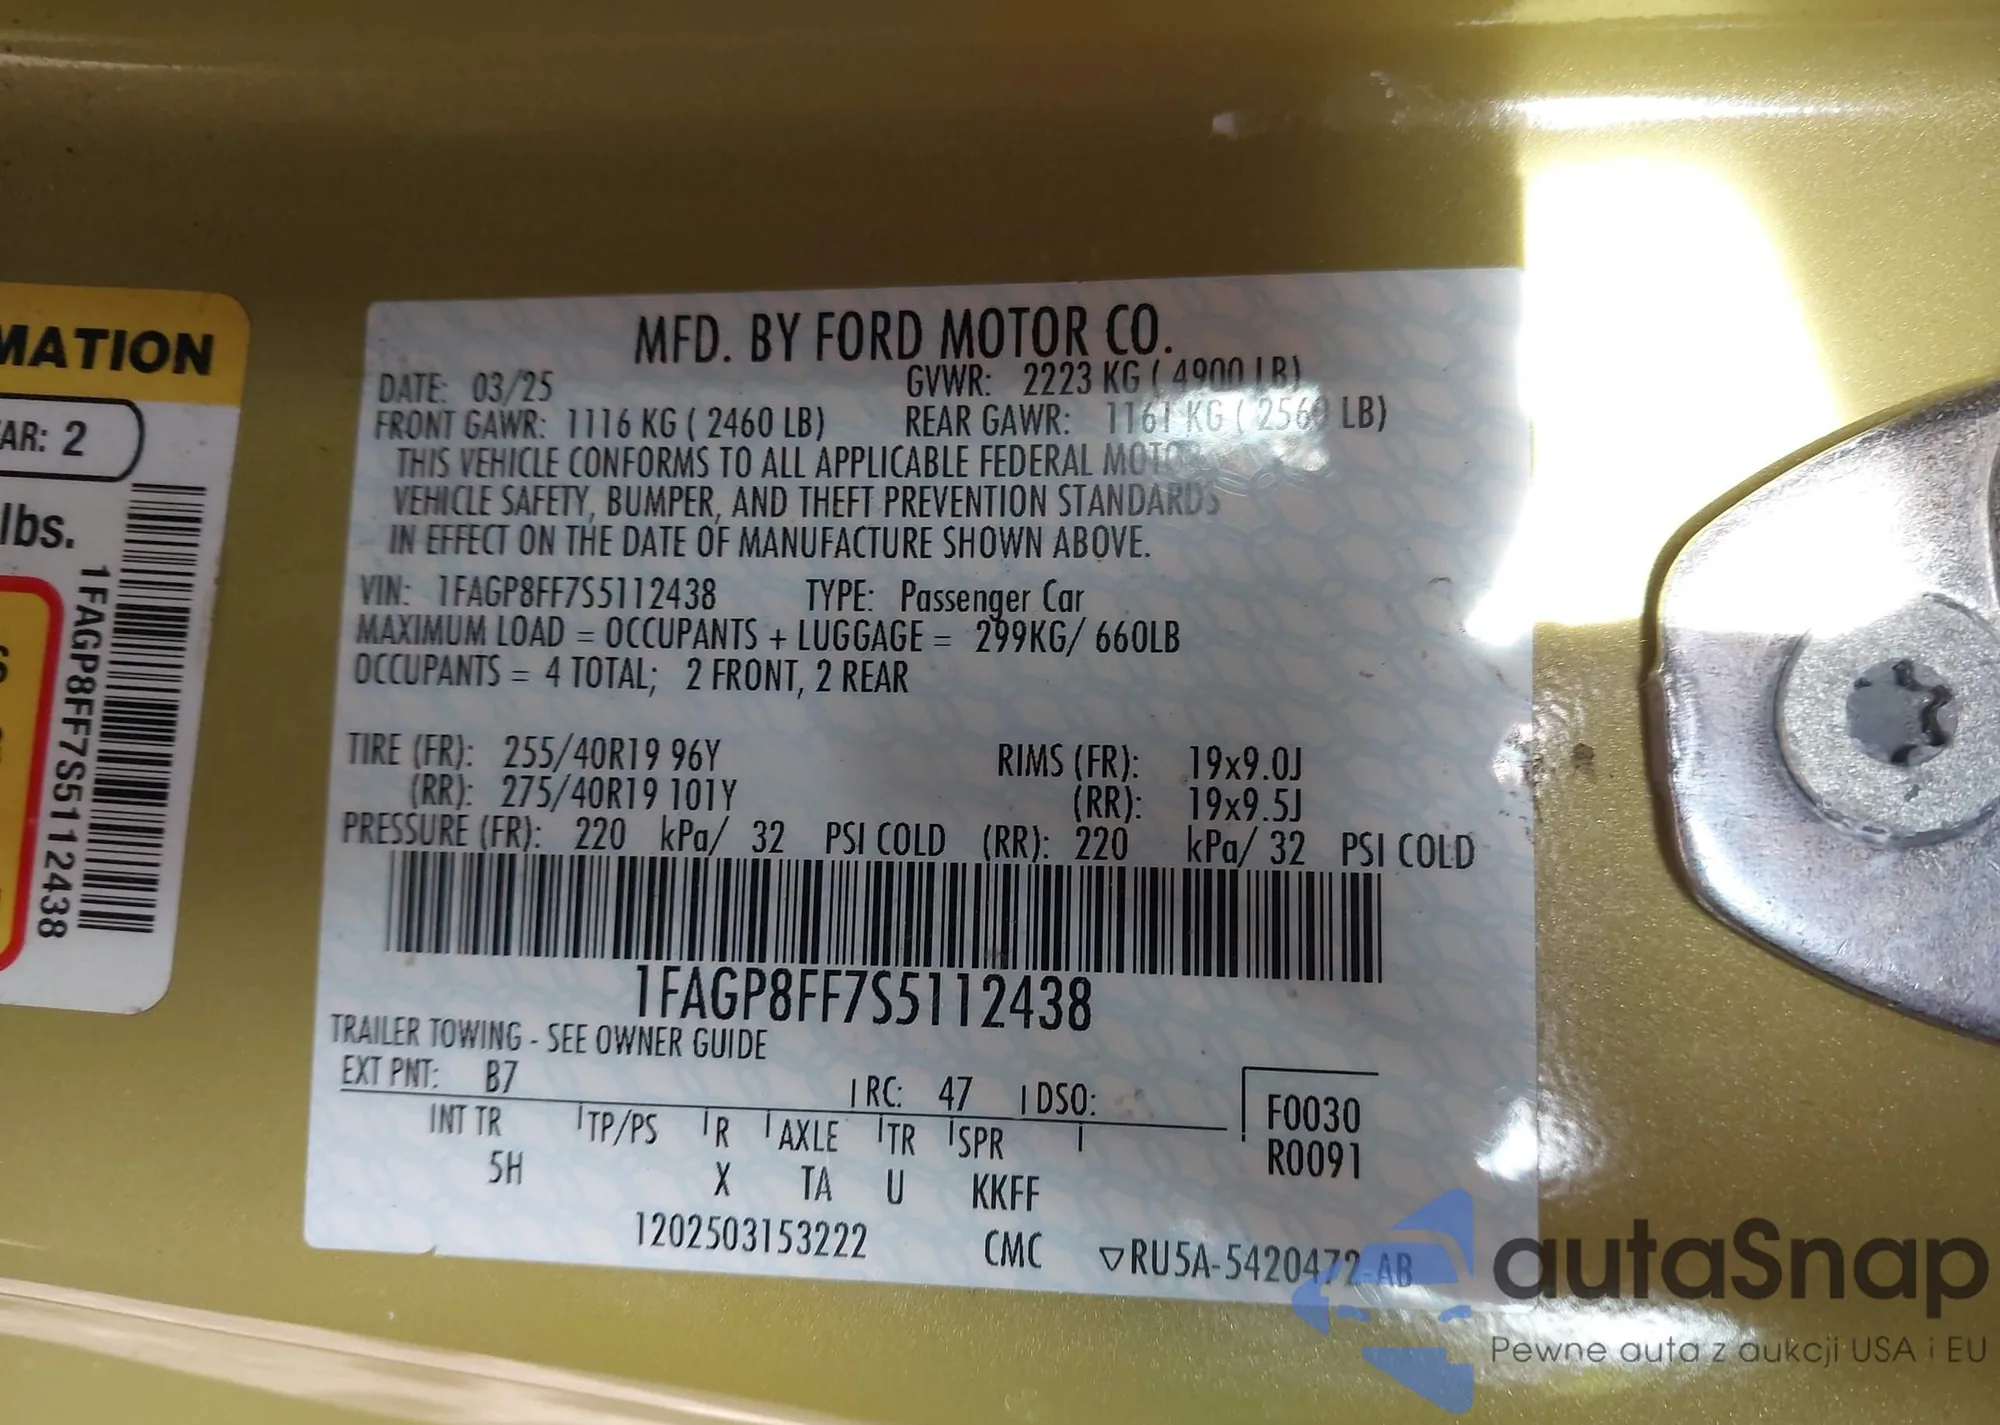 MATION
AR: 2
lbs.
1FAGP8FF7S5112438
MFD. BY FORD MOTOR CO.
DATE: 03/25 GVWR: 2223 KG ( 4900 LB)
FRONT GAWR: 1116 KG ( 2460 LB) REAR GAWR: 1161 KG ( 2560 LB)
THIS VEHICLE CONFORMS TO ALL APPLICABLE FEDERAL MOTOR
VEHICLE SAFETY, BUMPER, AND THEFT PREVENTION STANDARDS
IN EFFECT ON THE DATE OF MANUFACTURE SHOWN ABOVE.
VIN: 1FAGP8FF7S5112438 TYPE: Passenger Car
MAXIMUM LOAD = OCCUPANTS + LUGGAGE = 299KG/ 660LB
OCCUPANTS = 4 TOTAL; 2 FRONT, 2 REAR
TIRE (FR): 255/40R19 96Y RIMS (FR): 19x9.0J
(RR): 275/40R19 101Y (RR): 19x9.5J
PRESSURE (FR): 220 kPa/ 32 PSI COLD (RR): 220 kPa/ 32 PSI COLD
1FAGP8FF7S5112438
TRAILER TOWING - SEE OWNER GUIDE
EXT PNT: B7 RC: 47 DSO:
F0030
R0091
INT TR TP/PS R AXLE TR SPR
5H X TA U KKFF
1202503153222 CMC ▽RU5A-5420472-AB
autaSnap
Pewne auta z aukcji USA i EU